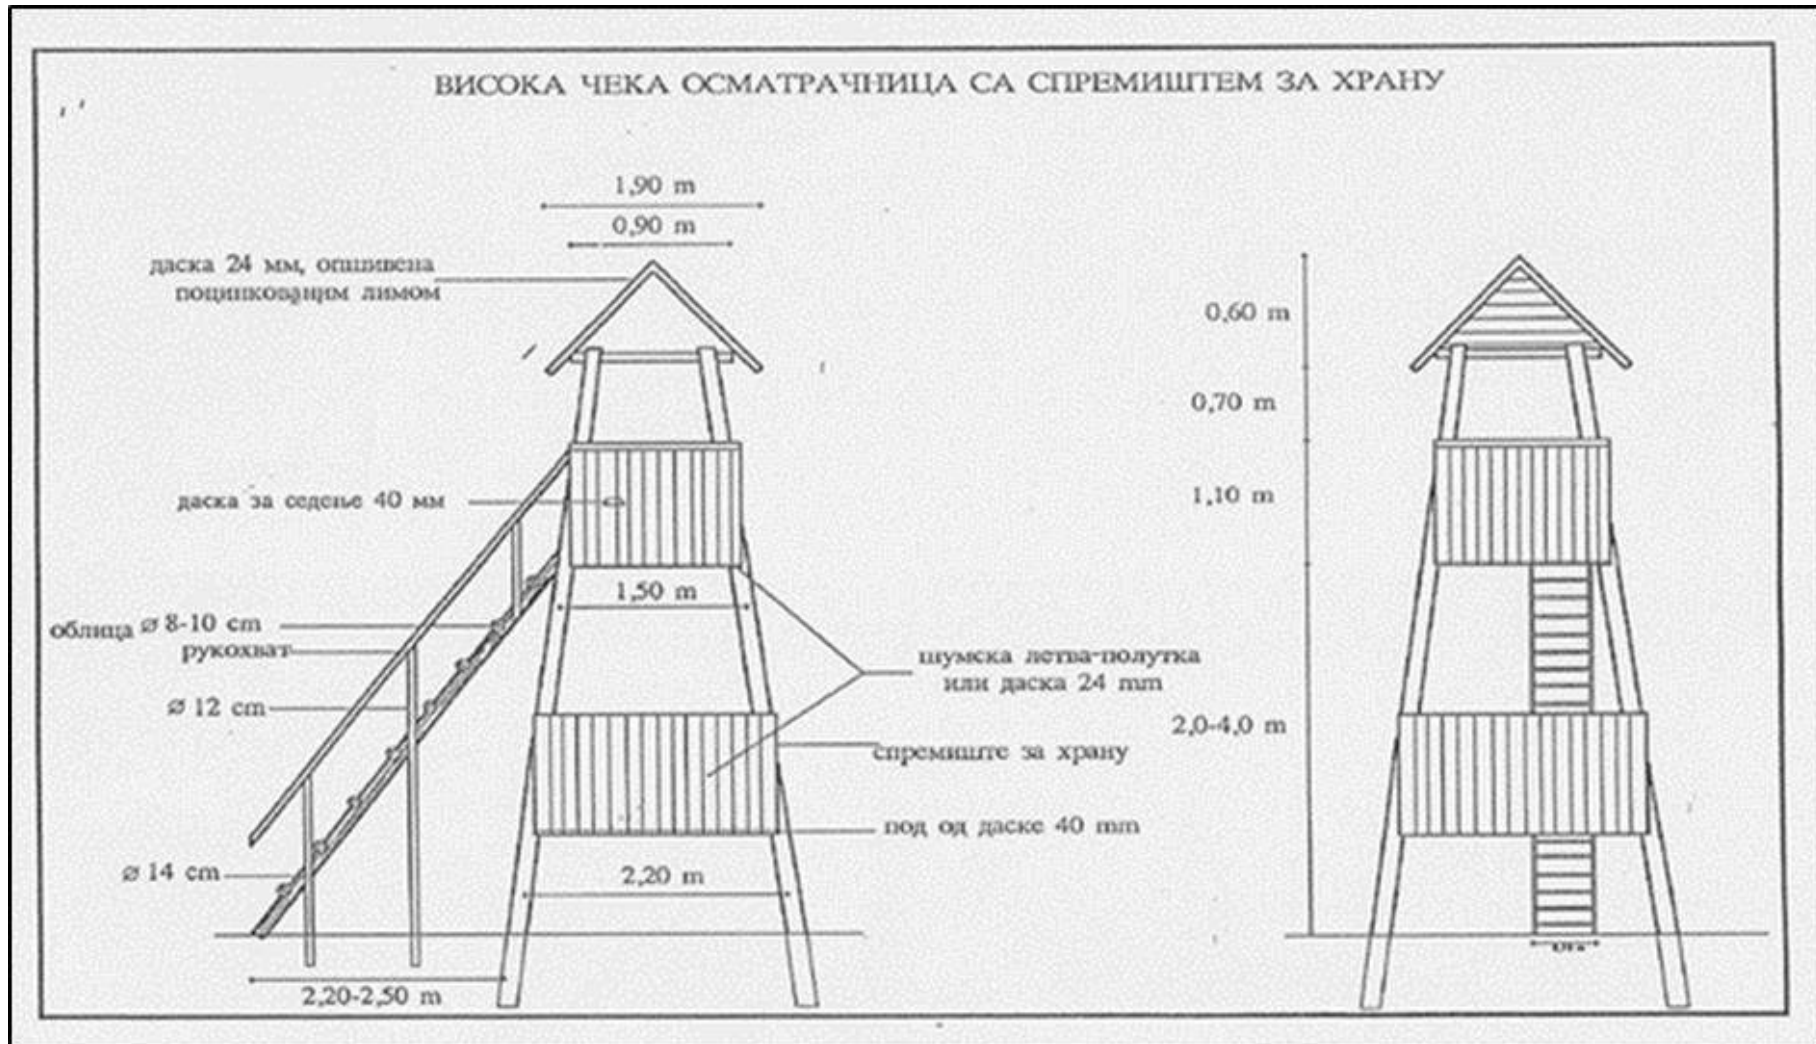 ВИСОКА ЧЕКА ОСМАТРАЧНИЦА СА СПРЕМИШТЕМ ЗА ХРАНУ
1,90 m
0,90 m
даска 24 мм, опшивена
поцинкованим лимом
даска за седење 40 мм
1,50 m
облица ⌀ 8-10 cm
рукохват
⌀ 12 cm
⌀ 14 cm
2,20-2,50 m
2,20 m
шумска летва-полутка
или даска 24 mm
спремиште за храну
под од даске 40 mm
0,60 m
0,70 m
1,10 m
2,0-4,0 m